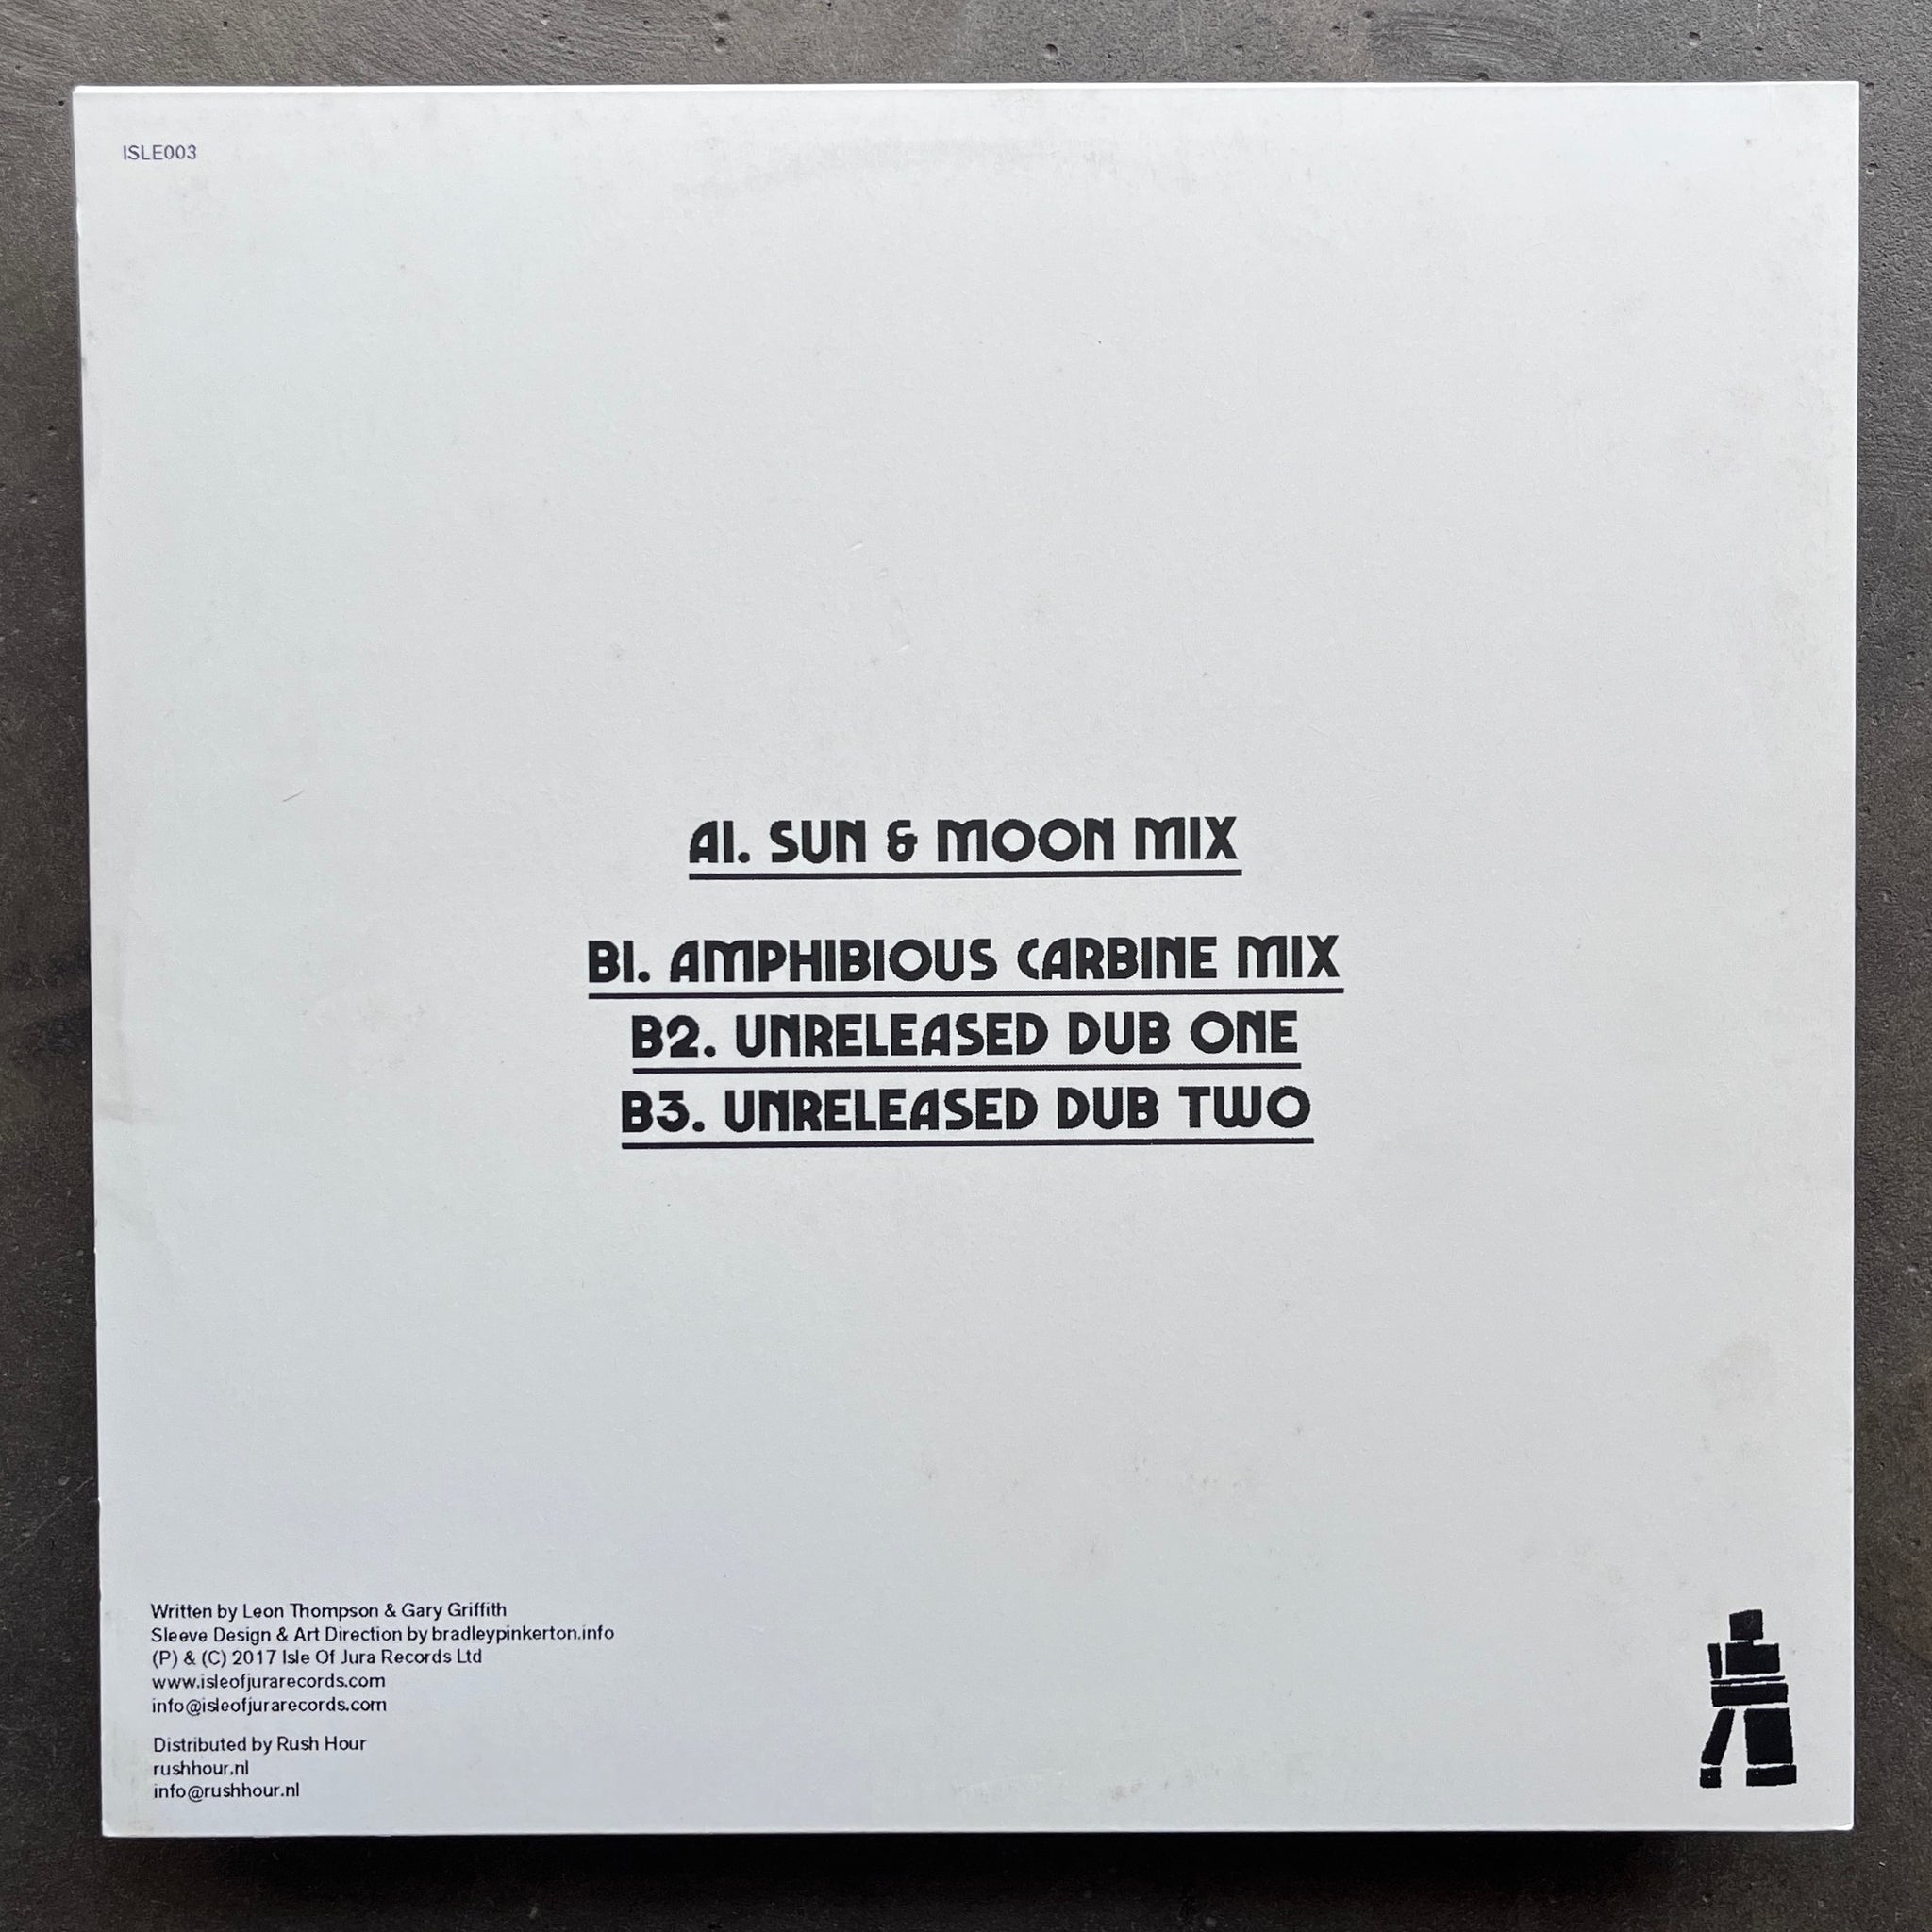 ISLE003
A1. SUN & MOON MIX
B1. AMPHIBIOUS CARBINE MIX
B2. UNRELEASED DUB ONE
B3. UNRELEASED DUB TWO
Written by Leon Thompson & Gary Griffith
Sleeve Design & Art Direction by bradleypinkerton.info
(P) & (C) 2017 Isle Of Jura Records Ltd
www.isleofjurarecords.com
info@isleofjurarecords.com
Distributed by Rush Hour
rushhour.nl
info@rushhour.nl